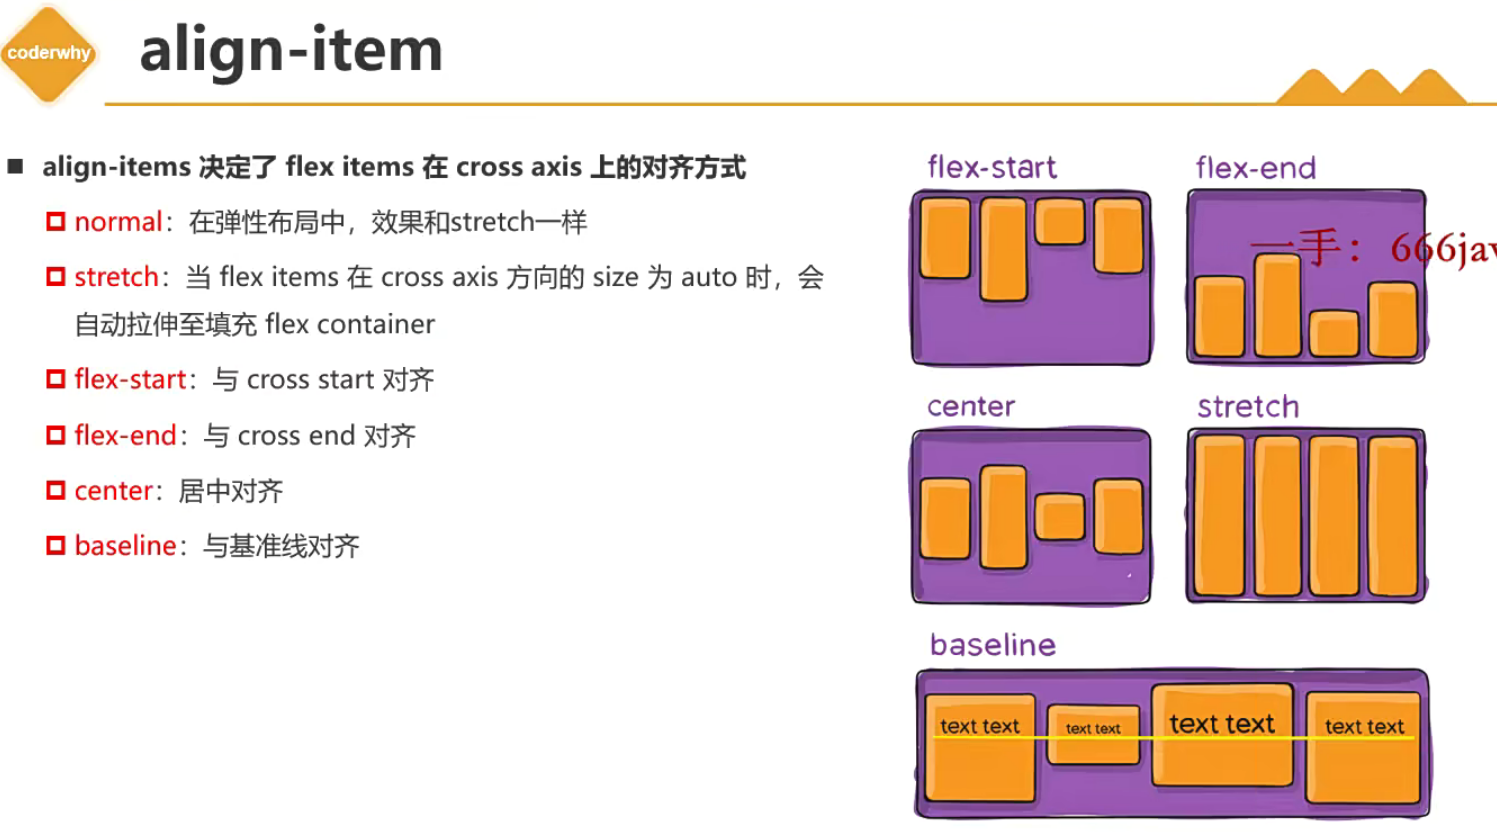 coderwhy
align-item
align-items 决定了 flex items 在 cross axis 上的对齐方式
normal：在弹性布局中，效果和stretch一样
stretch：当 flex items 在 cross axis 方向的 size 为 auto 时，会
自动拉伸至填充 flex container
flex-start：与 cross start 对齐
flex-end：与 cross end 对齐
center：居中对齐
baseline：与基准线对齐
flex-start
flex-end
一手：666jav
center
stretch
baseline
text text
text text
text text
text text